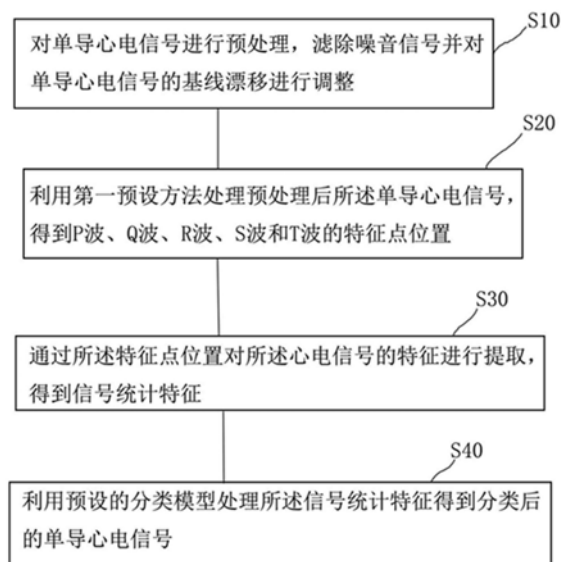 S10
对单导心电信号进行预处理，滤除噪音信号并对
单导心电信号的基线漂移进行调整
S20
利用第一预设方法处理预处理后所述单导心电信号，
得到P波、Q波、R波、S波和T波的特征点位置
S30
通过所述特征点位置对所述心电信号的特征进行提取，
得到信号统计特征
S40
利用预设的分类模型处理所述信号统计特征得到分类后
的单导心电信号